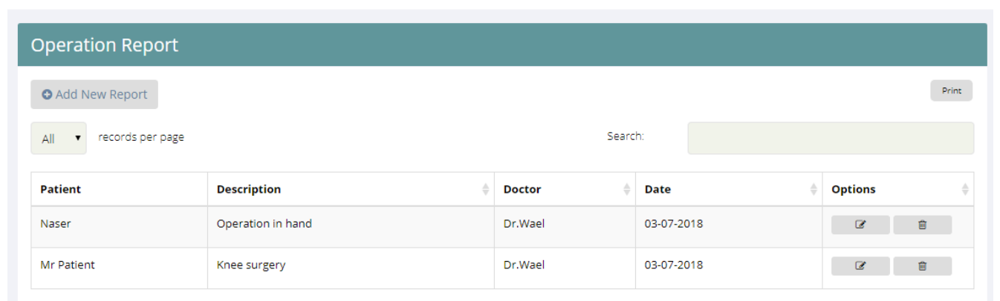 Operation Report
Add New Report
Print
All records per page Search:
Patient Description Doctor Date Options
Naser Operation in hand Dr.Wael 03-07-2018
Mr Patient Knee surgery Dr.Wael 03-07-2018